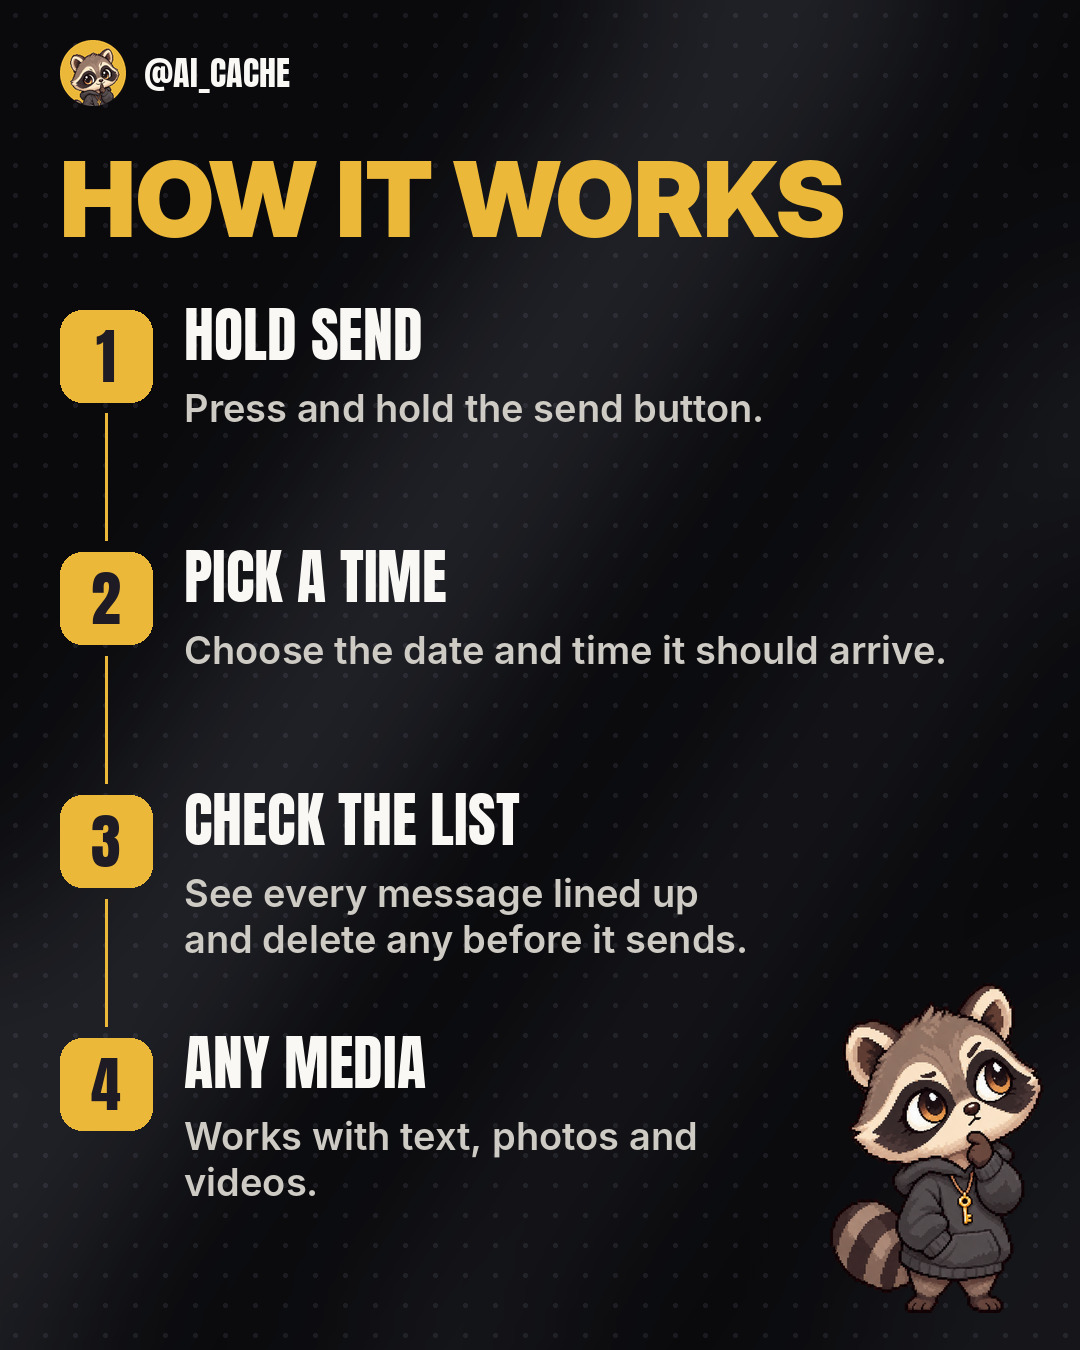 @AI_CACHE
HOW IT WORKS
1
HOLD SEND
Press and hold the send button.
2
PICK A TIME
Choose the date and time it should arrive.
3
CHECK THE LIST
See every message lined up
and delete any before it sends.
4
ANY MEDIA
Works with text, photos and
videos.